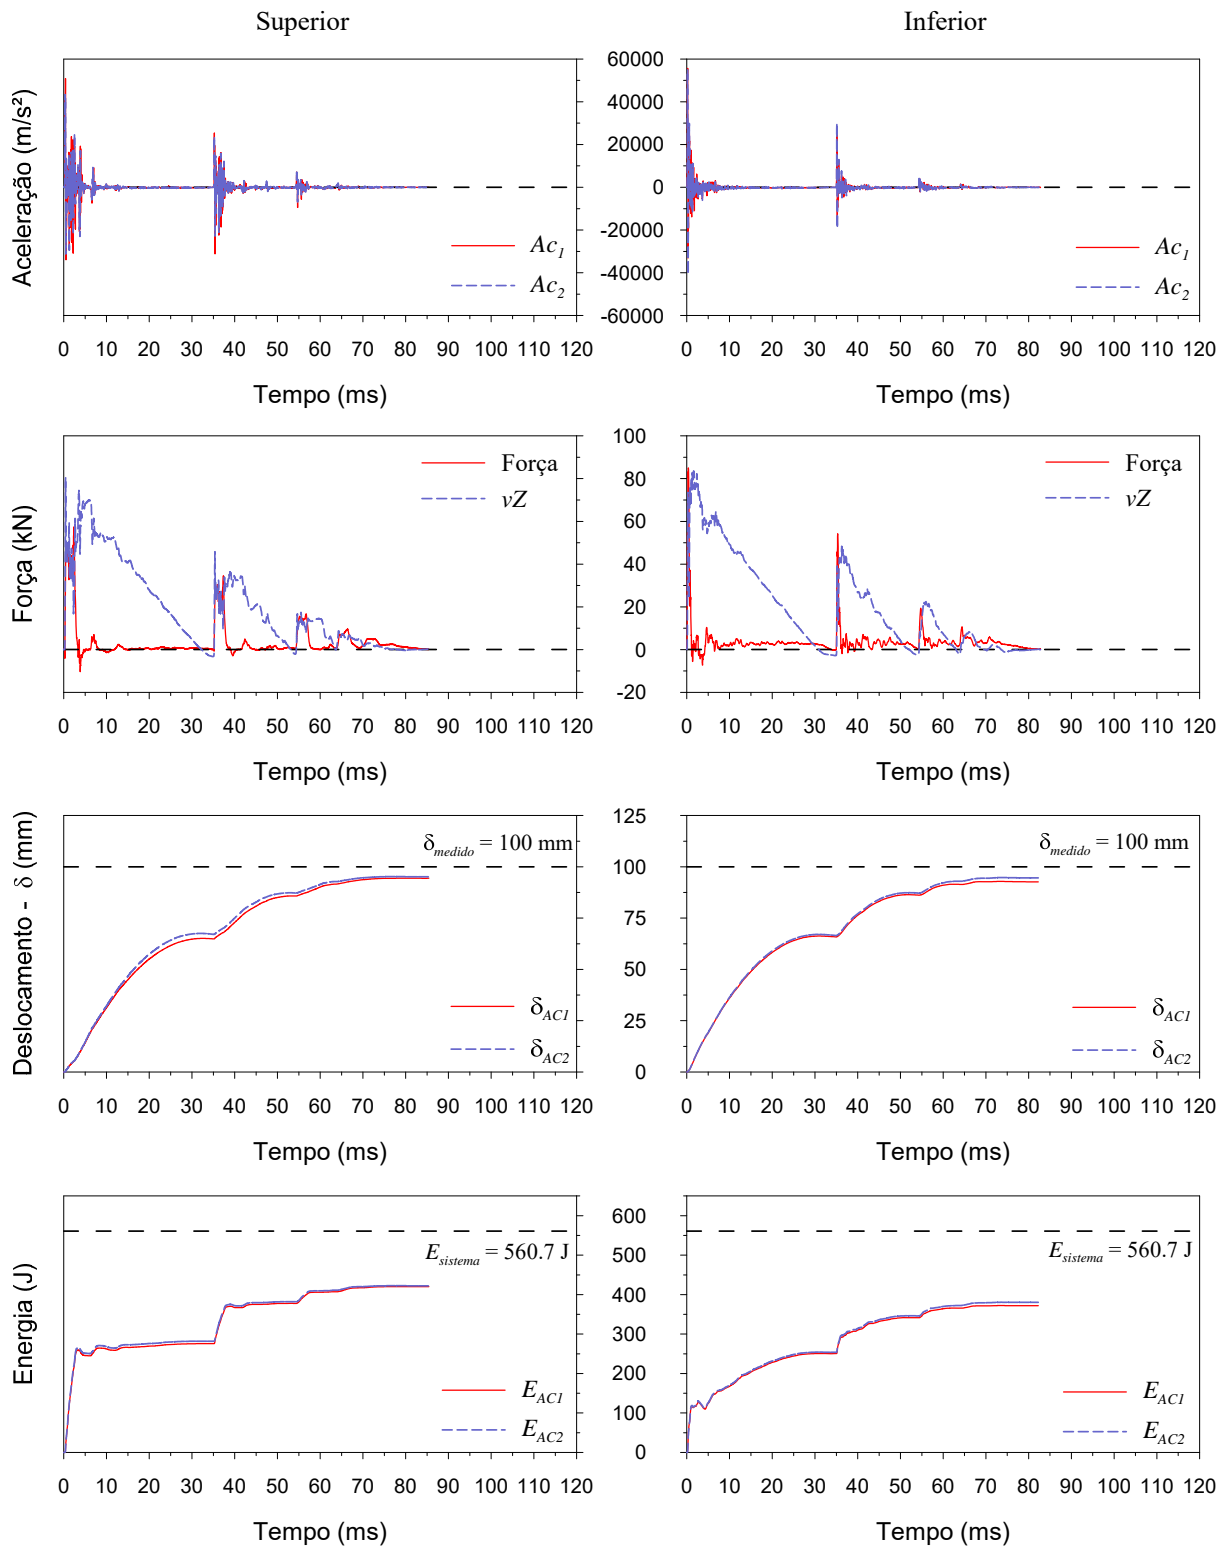 Superior Inferior
Aceleração (m/s²)
60000
40000
20000
0
-20000
-40000
-60000
Ac1
Ac2
Ac1
Ac2
0 10 20 30 40 50 60 70 80 90 100 110 120
0 10 20 30 40 50 60 70 80 90 100 110 120
Tempo (ms) Tempo (ms)
Força (kN)
100
80
60
40
20
0
-20
Força
vZ
Força
vZ
0 10 20 30 40 50 60 70 80 90 100 110 120
0 10 20 30 40 50 60 70 80 90 100 110 120
Tempo (ms) Tempo (ms)
Deslocamento - δ (mm)
125
100
75
50
25
0
δmedido = 100 mm
δmedido = 100 mm
δAC1
δAC2
δAC1
δAC2
0 10 20 30 40 50 60 70 80 90 100 110 120
0 10 20 30 40 50 60 70 80 90 100 110 120
Tempo (ms) Tempo (ms)
Energia (J)
600
500
400
300
200
100
0
Esistema = 560.7 J
Esistema = 560.7 J
EAC1
EAC2
EAC1
EAC2
0 10 20 30 40 50 60 70 80 90 100 110 120
0 10 20 30 40 50 60 70 80 90 100 110 120
Tempo (ms) Tempo (ms)